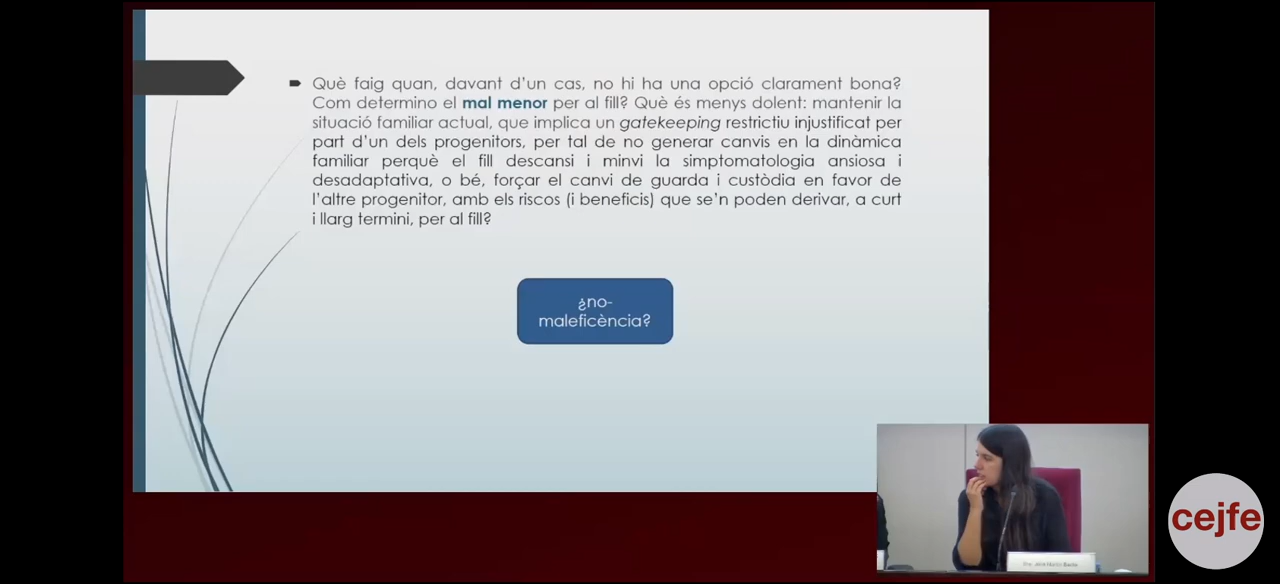 Què faig quan, davant d'un cas, no hi ha una opció clarament bona?
Com determino el mal menor per al fill? Què és menys dolent: mantenir la
situació familiar actual, que implica un gatekeeping restrictiu injustificat per
part d'un dels progenitors, per tal de no generar canvis en la dinàmica
familiar perquè el fill descansi i minvi la simptomatologia ansiosa i
desadaptativa, o bé, forçar el canvi de guarda i custòdia en favor de
l'altre progenitor, amb els riscos (i beneficis) que se'n poden derivar, a curt
i llarg termini, per al fill?
¿no-
maleficència?
cejfe